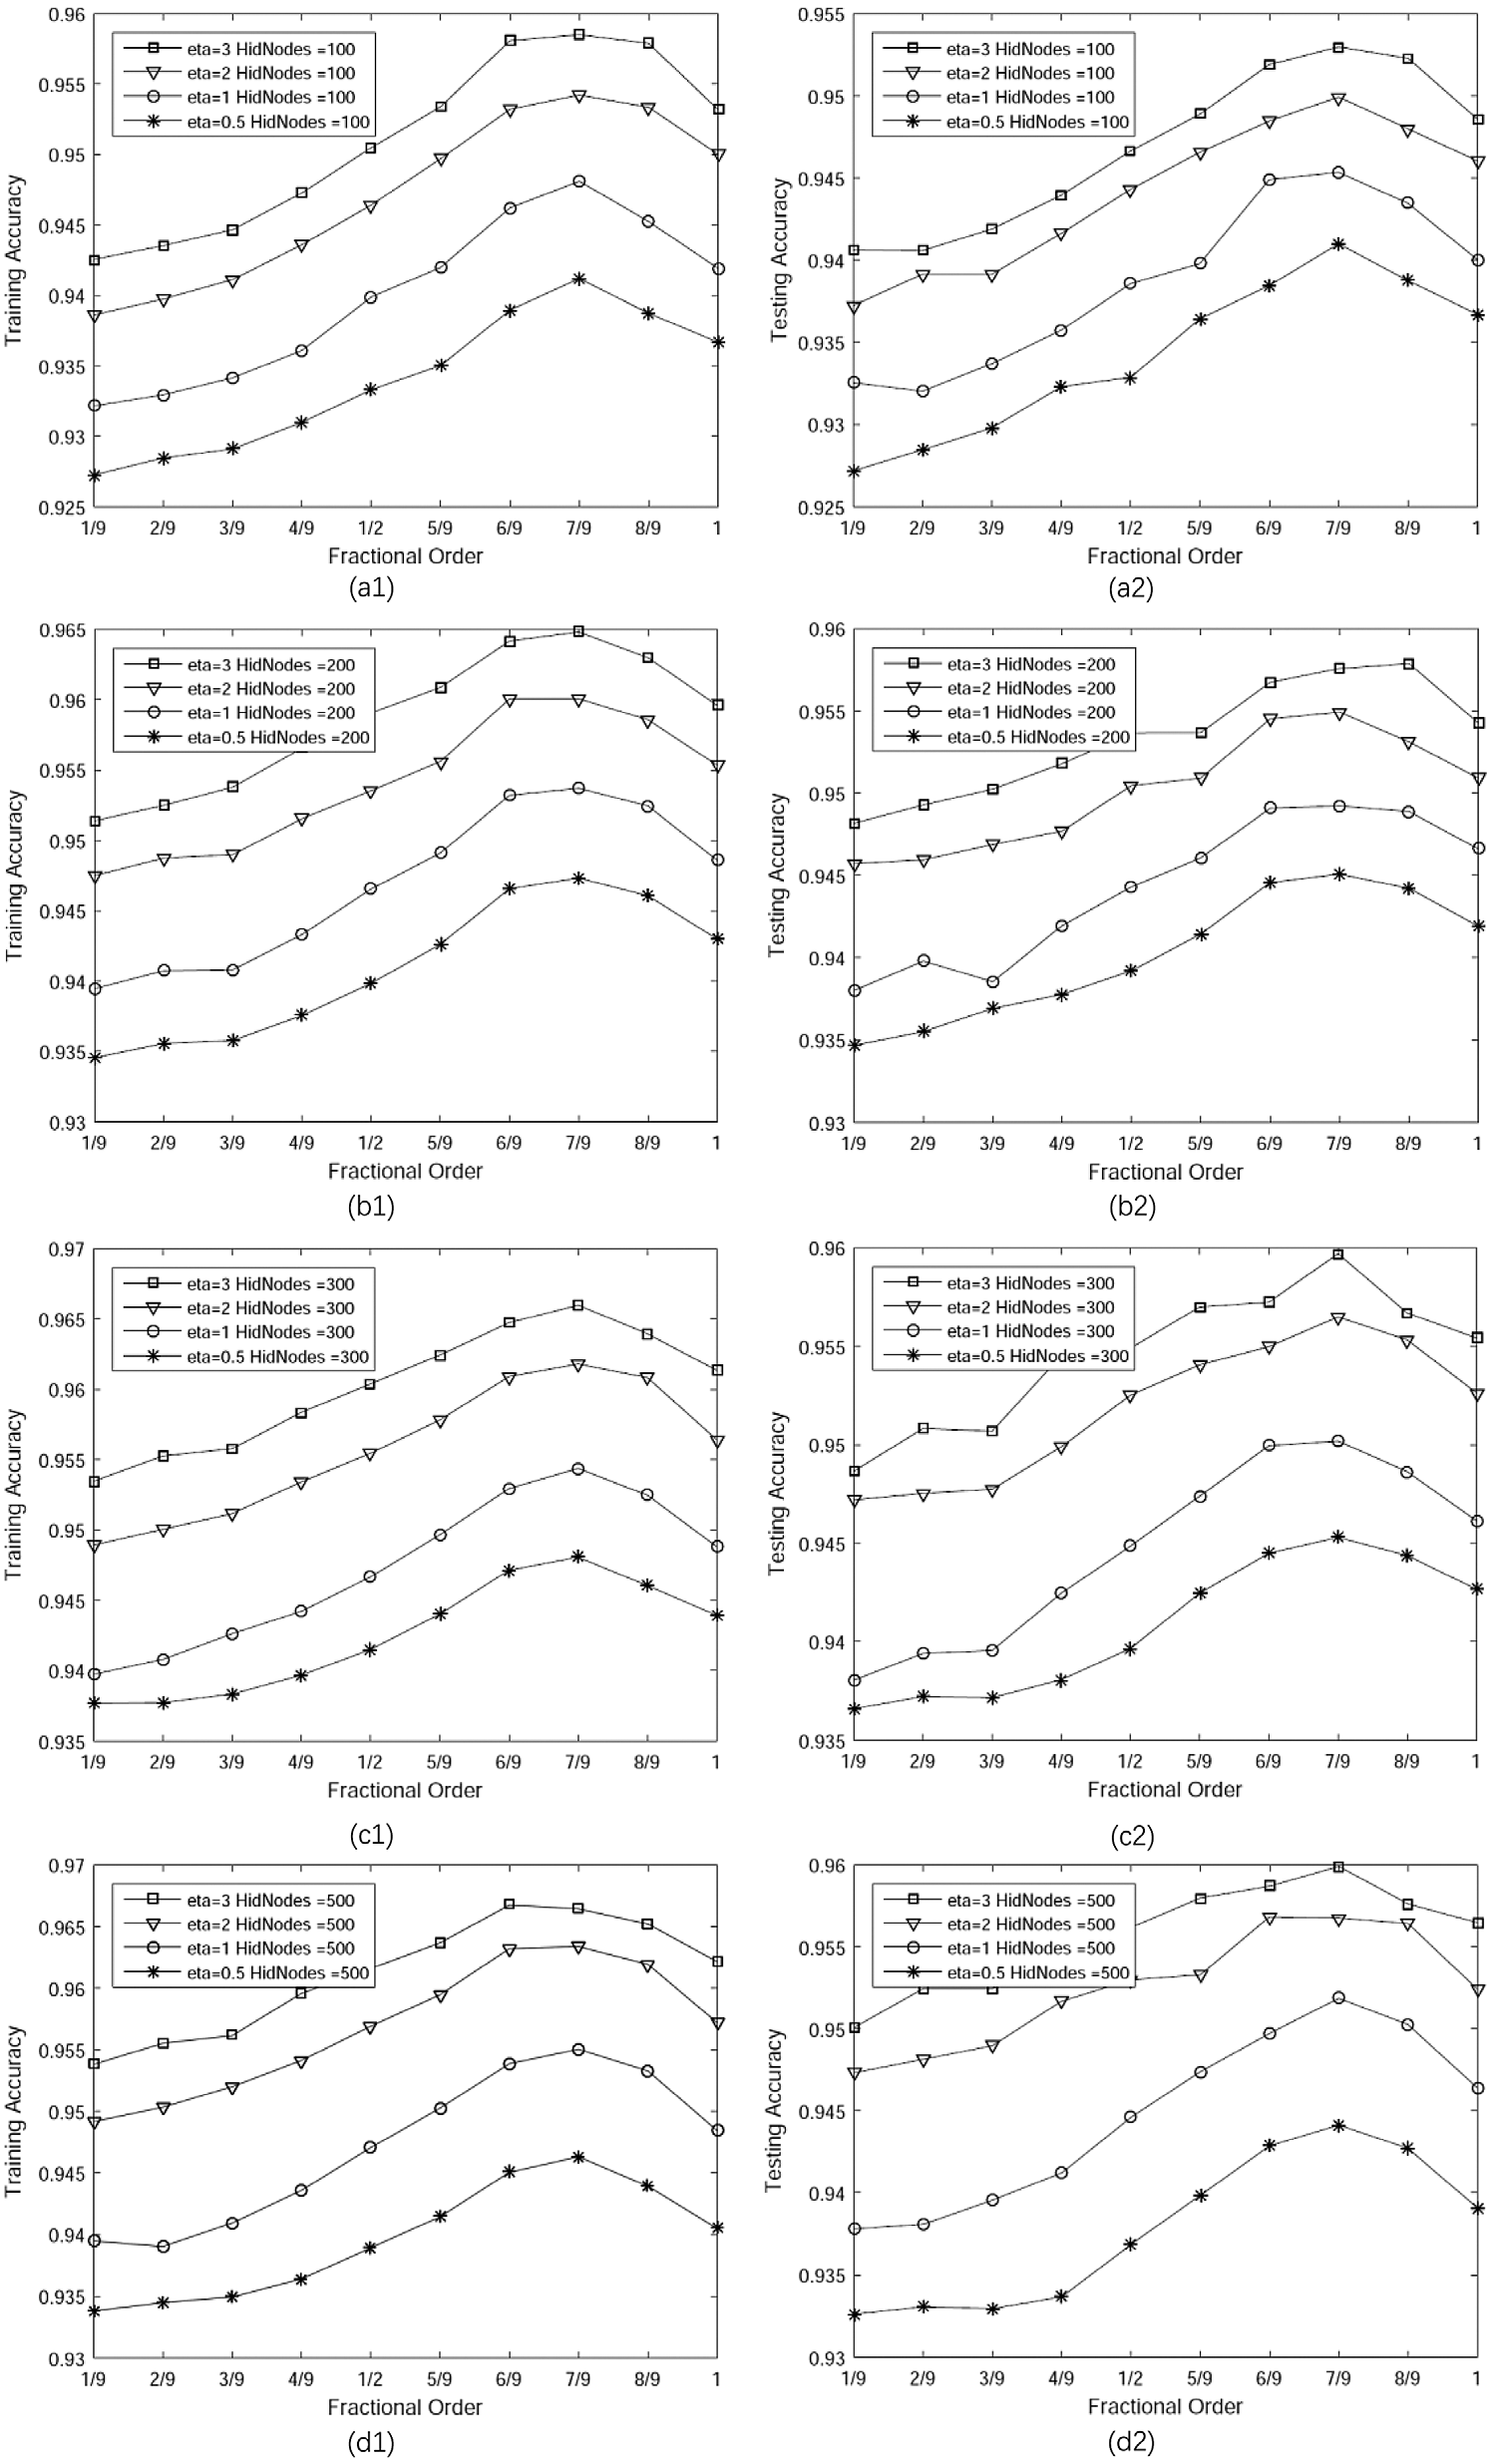 0.96
0.955
0.95
0.945
0.94
0.935
0.93
0.925
Training Accuracy
eta=3 HidNodes =100
eta=2 HidNodes =100
eta=1 HidNodes =100
eta=0.5 HidNodes =100
1/9 2/9 3/9 4/9 1/2 5/9 6/9 7/9 8/9 1
Fractional Order
(a1)
0.955
0.95
0.945
0.94
0.935
0.93
0.925
Testing Accuracy
eta=3 HidNodes =100
eta=2 HidNodes =100
eta=1 HidNodes =100
eta=0.5 HidNodes =100
1/9 2/9 3/9 4/9 1/2 5/9 6/9 7/9 8/9 1
Fractional Order
(a2)
0.965
0.96
0.955
0.95
0.945
0.94
0.935
0.93
Training Accuracy
eta=3 HidNodes =200
eta=2 HidNodes =200
eta=1 HidNodes =200
eta=0.5 HidNodes =200
1/9 2/9 3/9 4/9 1/2 5/9 6/9 7/9 8/9 1
Fractional Order
(b1)
0.96
0.955
0.95
0.945
0.94
0.935
0.93
Testing Accuracy
eta=3 HidNodes =200
eta=2 HidNodes =200
eta=1 HidNodes =200
eta=0.5 HidNodes =200
1/9 2/9 3/9 4/9 1/2 5/9 6/9 7/9 8/9 1
Fractional Order
(b2)
0.97
0.965
0.96
0.955
0.95
0.945
0.94
0.935
Training Accuracy
eta=3 HidNodes =300
eta=2 HidNodes =300
eta=1 HidNodes =300
eta=0.5 HidNodes =300
1/9 2/9 3/9 4/9 1/2 5/9 6/9 7/9 8/9 1
Fractional Order
(c1)
0.96
0.955
0.95
0.945
0.94
0.935
Testing Accuracy
eta=3 HidNodes =300
eta=2 HidNodes =300
eta=1 HidNodes =300
eta=0.5 HidNodes =300
1/9 2/9 3/9 4/9 1/2 5/9 6/9 7/9 8/9 1
Fractional Order
(c2)
0.97
0.965
0.96
0.955
0.95
0.945
0.94
0.935
0.93
Training Accuracy
eta=3 HidNodes =500
eta=2 HidNodes =500
eta=1 HidNodes =500
eta=0.5 HidNodes =500
1/9 2/9 3/9 4/9 1/2 5/9 6/9 7/9 8/9 1
Fractional Order
(d1)
0.96
0.955
0.95
0.945
0.94
0.935
0.93
Testing Accuracy
eta=3 HidNodes =500
eta=2 HidNodes =500
eta=1 HidNodes =500
eta=0.5 HidNodes =500
1/9 2/9 3/9 4/9 1/2 5/9 6/9 7/9 8/9 1
Fractional Order
(d2)